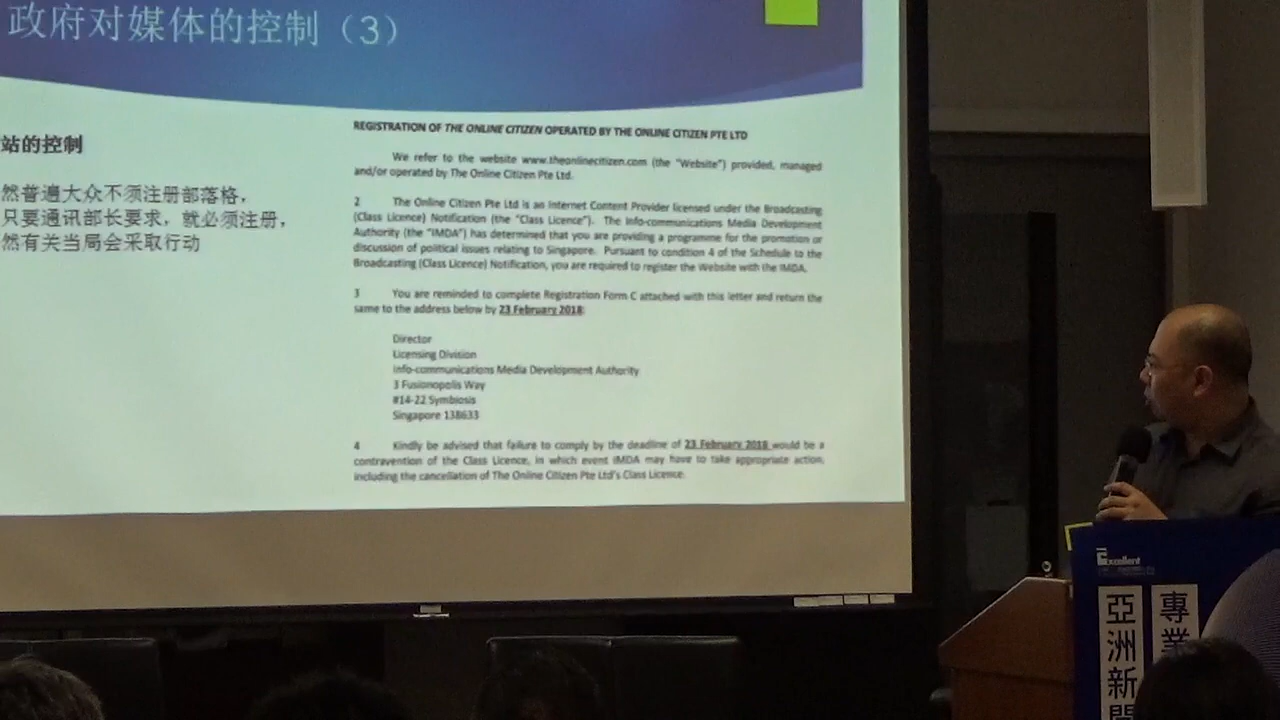 政府对媒体的控制（3）
站的控制
然普遍大众不须注册部落格，
只要通讯部长要求，就必须注册，
然有关当局会采取行动
REGISTRATION OF THE ONLINE CITIZEN OPERATED BY THE ONLINE CITIZEN PTE LTD
We refer to the website www.theonlinecitizen.com (the "Website") provided, managed
and/or operated by The Online Citizen Pte Ltd.
2 The Online Citizen Pte Ltd is an Internet Content Provider licensed under the Broadcasting
(Class Licence) Notification (the "Class Licence"). The Info-communications Media Development
Authority (the "IMDA") has determined that you are providing a programme for the promotion or
discussion of political issues relating to Singapore. Pursuant to condition 4 of the Schedule to the
Broadcasting (Class Licence) Notification, you are required to register the Website with the IMDA.
3 You are reminded to complete Registration Form C attached with this letter and return the
same to the address below by 23 February 2018:
Director
Licensing Division
Info-communications Media Development Authority
3 Fusionopolis Way
#14-22 Symbiosis
Singapore 138633
4 Kindly be advised that failure to comply by the deadline of 23 February 2018 would be a
contravention of the Class Licence, in which event IMDA may have to take appropriate action,
including the cancellation of The Online Citizen Pte Ltd's Class Licence.
Excellent
專業
亞洲新聞